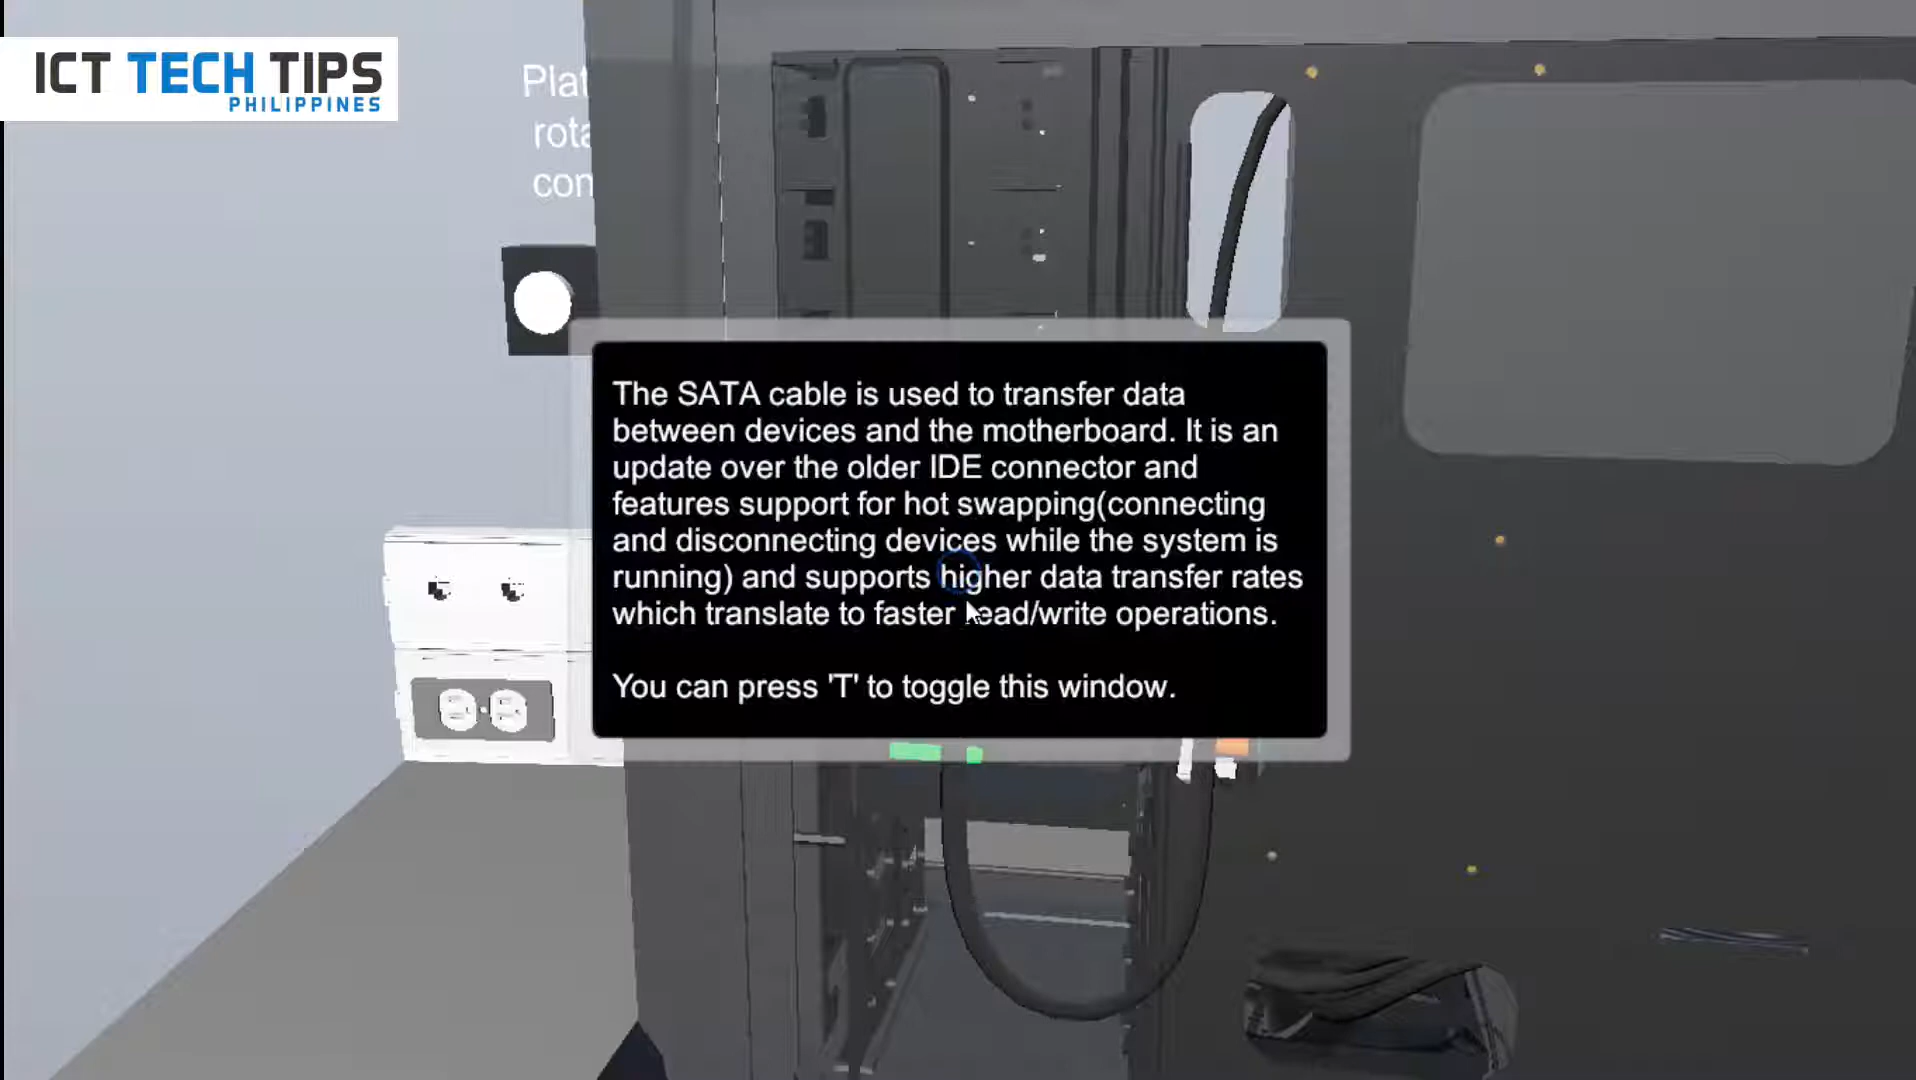 ICT TECH TIPS
PHILIPPINES
The SATA cable is used to transfer data
between devices and the motherboard. It is an
update over the older IDE connector and
features support for hot swapping(connecting
and disconnecting devices while the system is
running) and supports higher data transfer rates
which translate to faster read/write operations.
You can press 'T' to toggle this window.